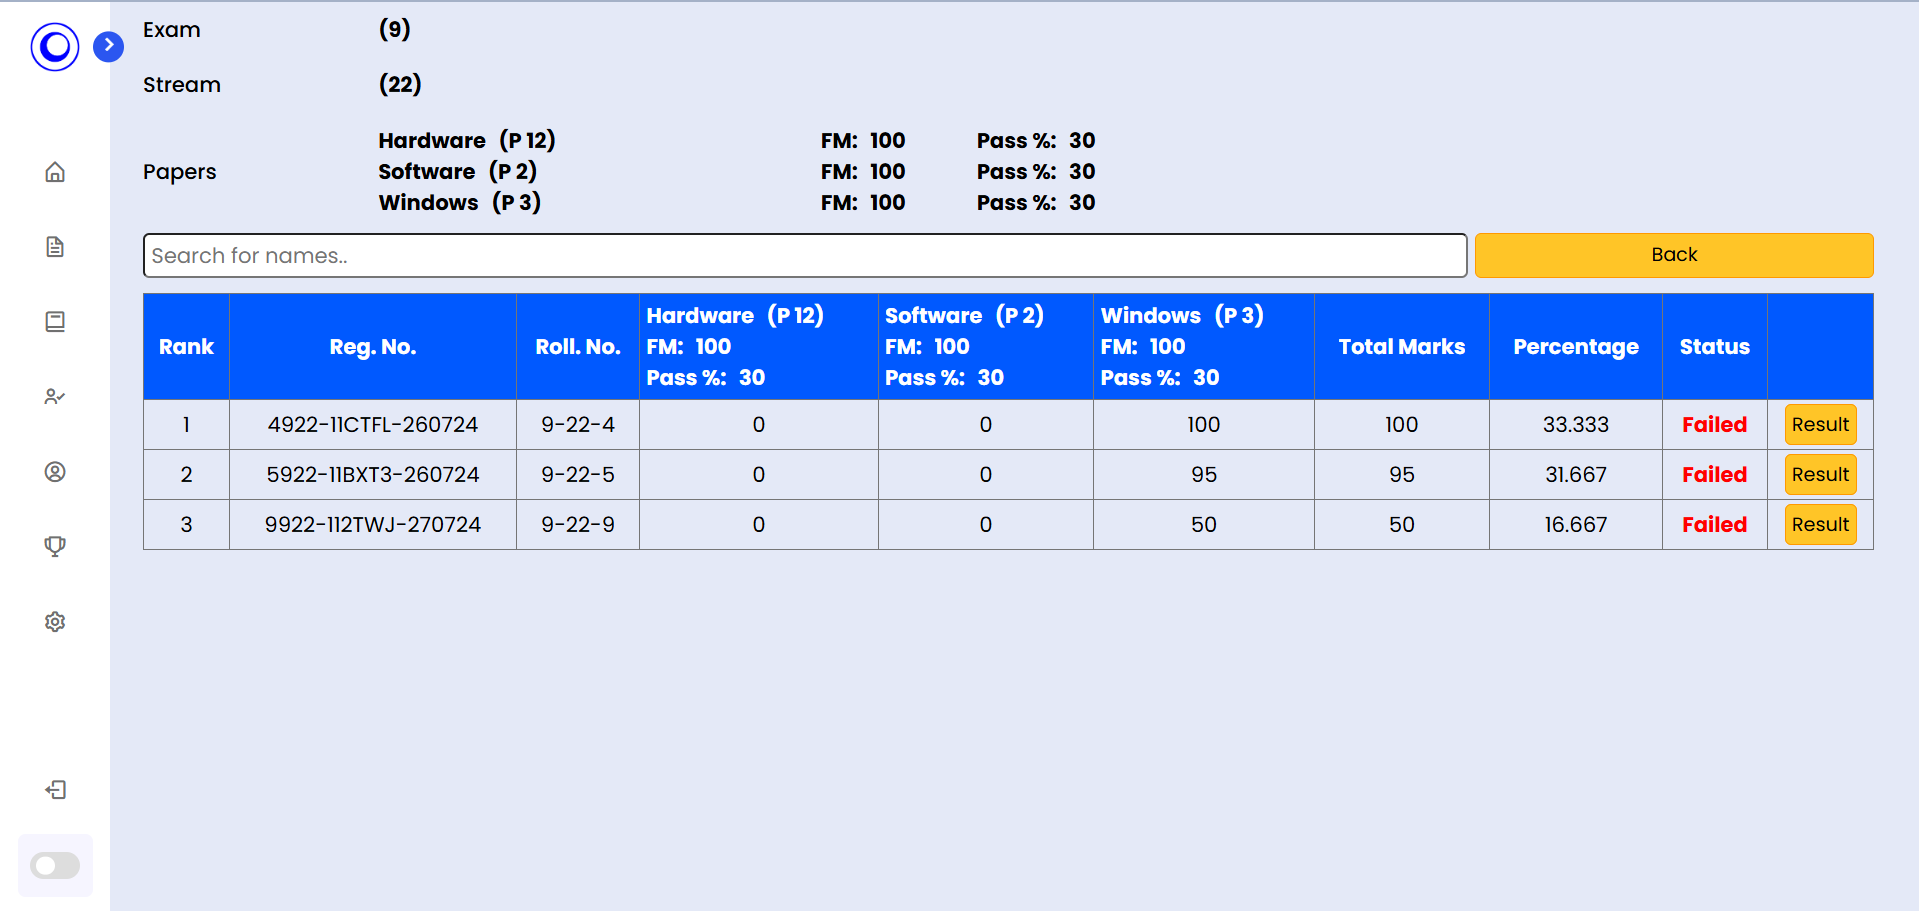 Exam (9)
Stream (22)
Papers
Hardware (P 12) FM: 100 Pass %: 30
Software (P 2) FM: 100 Pass %: 30
Windows (P 3) FM: 100 Pass %: 30
Search for names..
Back
Rank
Reg. No.
Roll. No.
Hardware (P 12)
FM: 100
Pass %: 30
Software (P 2)
FM: 100
Pass %: 30
Windows (P 3)
FM: 100
Pass %: 30
Total Marks
Percentage
Status
1 4922-11CTFL-260724 9-22-4 0 0 100 100 33.333 Failed Result
2 5922-11BXT3-260724 9-22-5 0 0 95 95 31.667 Failed Result
3 9922-112TWJ-270724 9-22-9 0 0 50 50 16.667 Failed Result